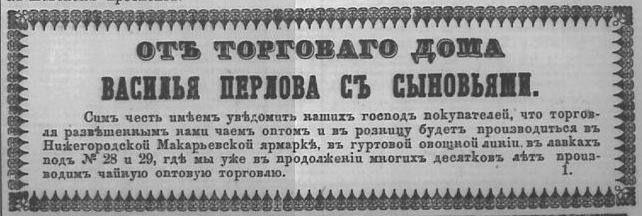 ОТЪ ТОРГОВАГО ДОМА
ВАСИЛЬЯ ПЕРЛОВА СЪ СЫНОВЬЯМИ.
Симъ честь имѣемъ увѣдомить нашихъ господъ покупателей, что торгов-
ля развѣшеннымъ нами чаемъ оптомъ и въ розницу будетъ производиться въ
Нижегородской Макарьевской ярмаркѣ, въ гуртовой овощной линіи, въ лавкахъ
подъ № 28 и 29, гдѣ мы уже въ продолженіи многихъ десятковъ лѣтъ произ-
водимъ чайную оптовую торговлю. 1.